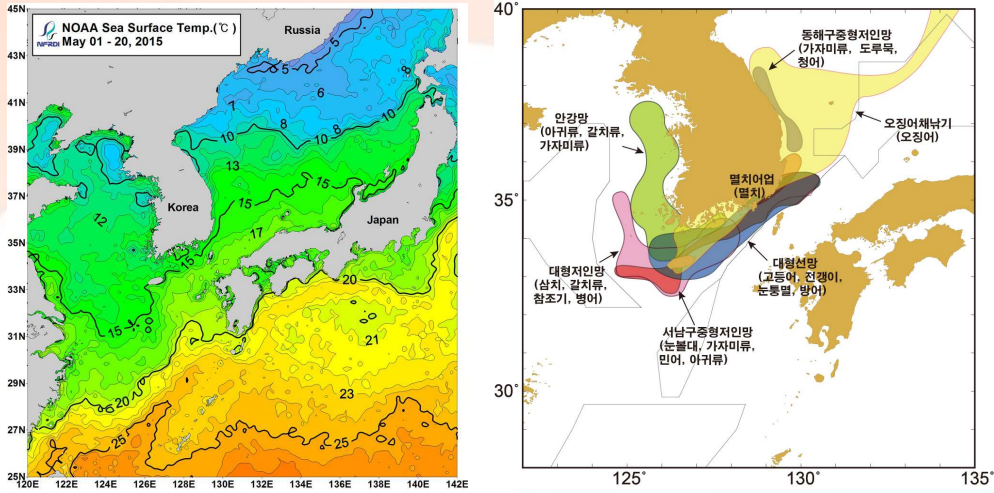 NOAA Sea Surface Temp.(℃)
NFRDI
May 01 - 20, 2015
Russia
Korea
Japan
5
5
6
8
7
8
8
10
10
10
13
15
15
12
17
15
20
15
21
23
20
25
25
45N
43N
41N
39N
37N
35N
33N
31N
29N
27N
25N
120E
122E
124E
126E
128E
130E
132E
134E
136E
138E
140E
142E
40°
35°
30°
125°
130°
135°
동해구중형저인망
(가자미류, 도루묵,
청어)
안강망
(아귀류, 갈치류,
가자미류)
오징어채낚기
(오징어)
멸치어업
(멸치)
대형저인망
(삼치, 갈치류,
참조기, 병어)
대형선망
(고등어, 전갱이,
눈퉁멸, 방어)
서남구중형저인망
(눈볼대, 가자미류,
민어, 아귀류)